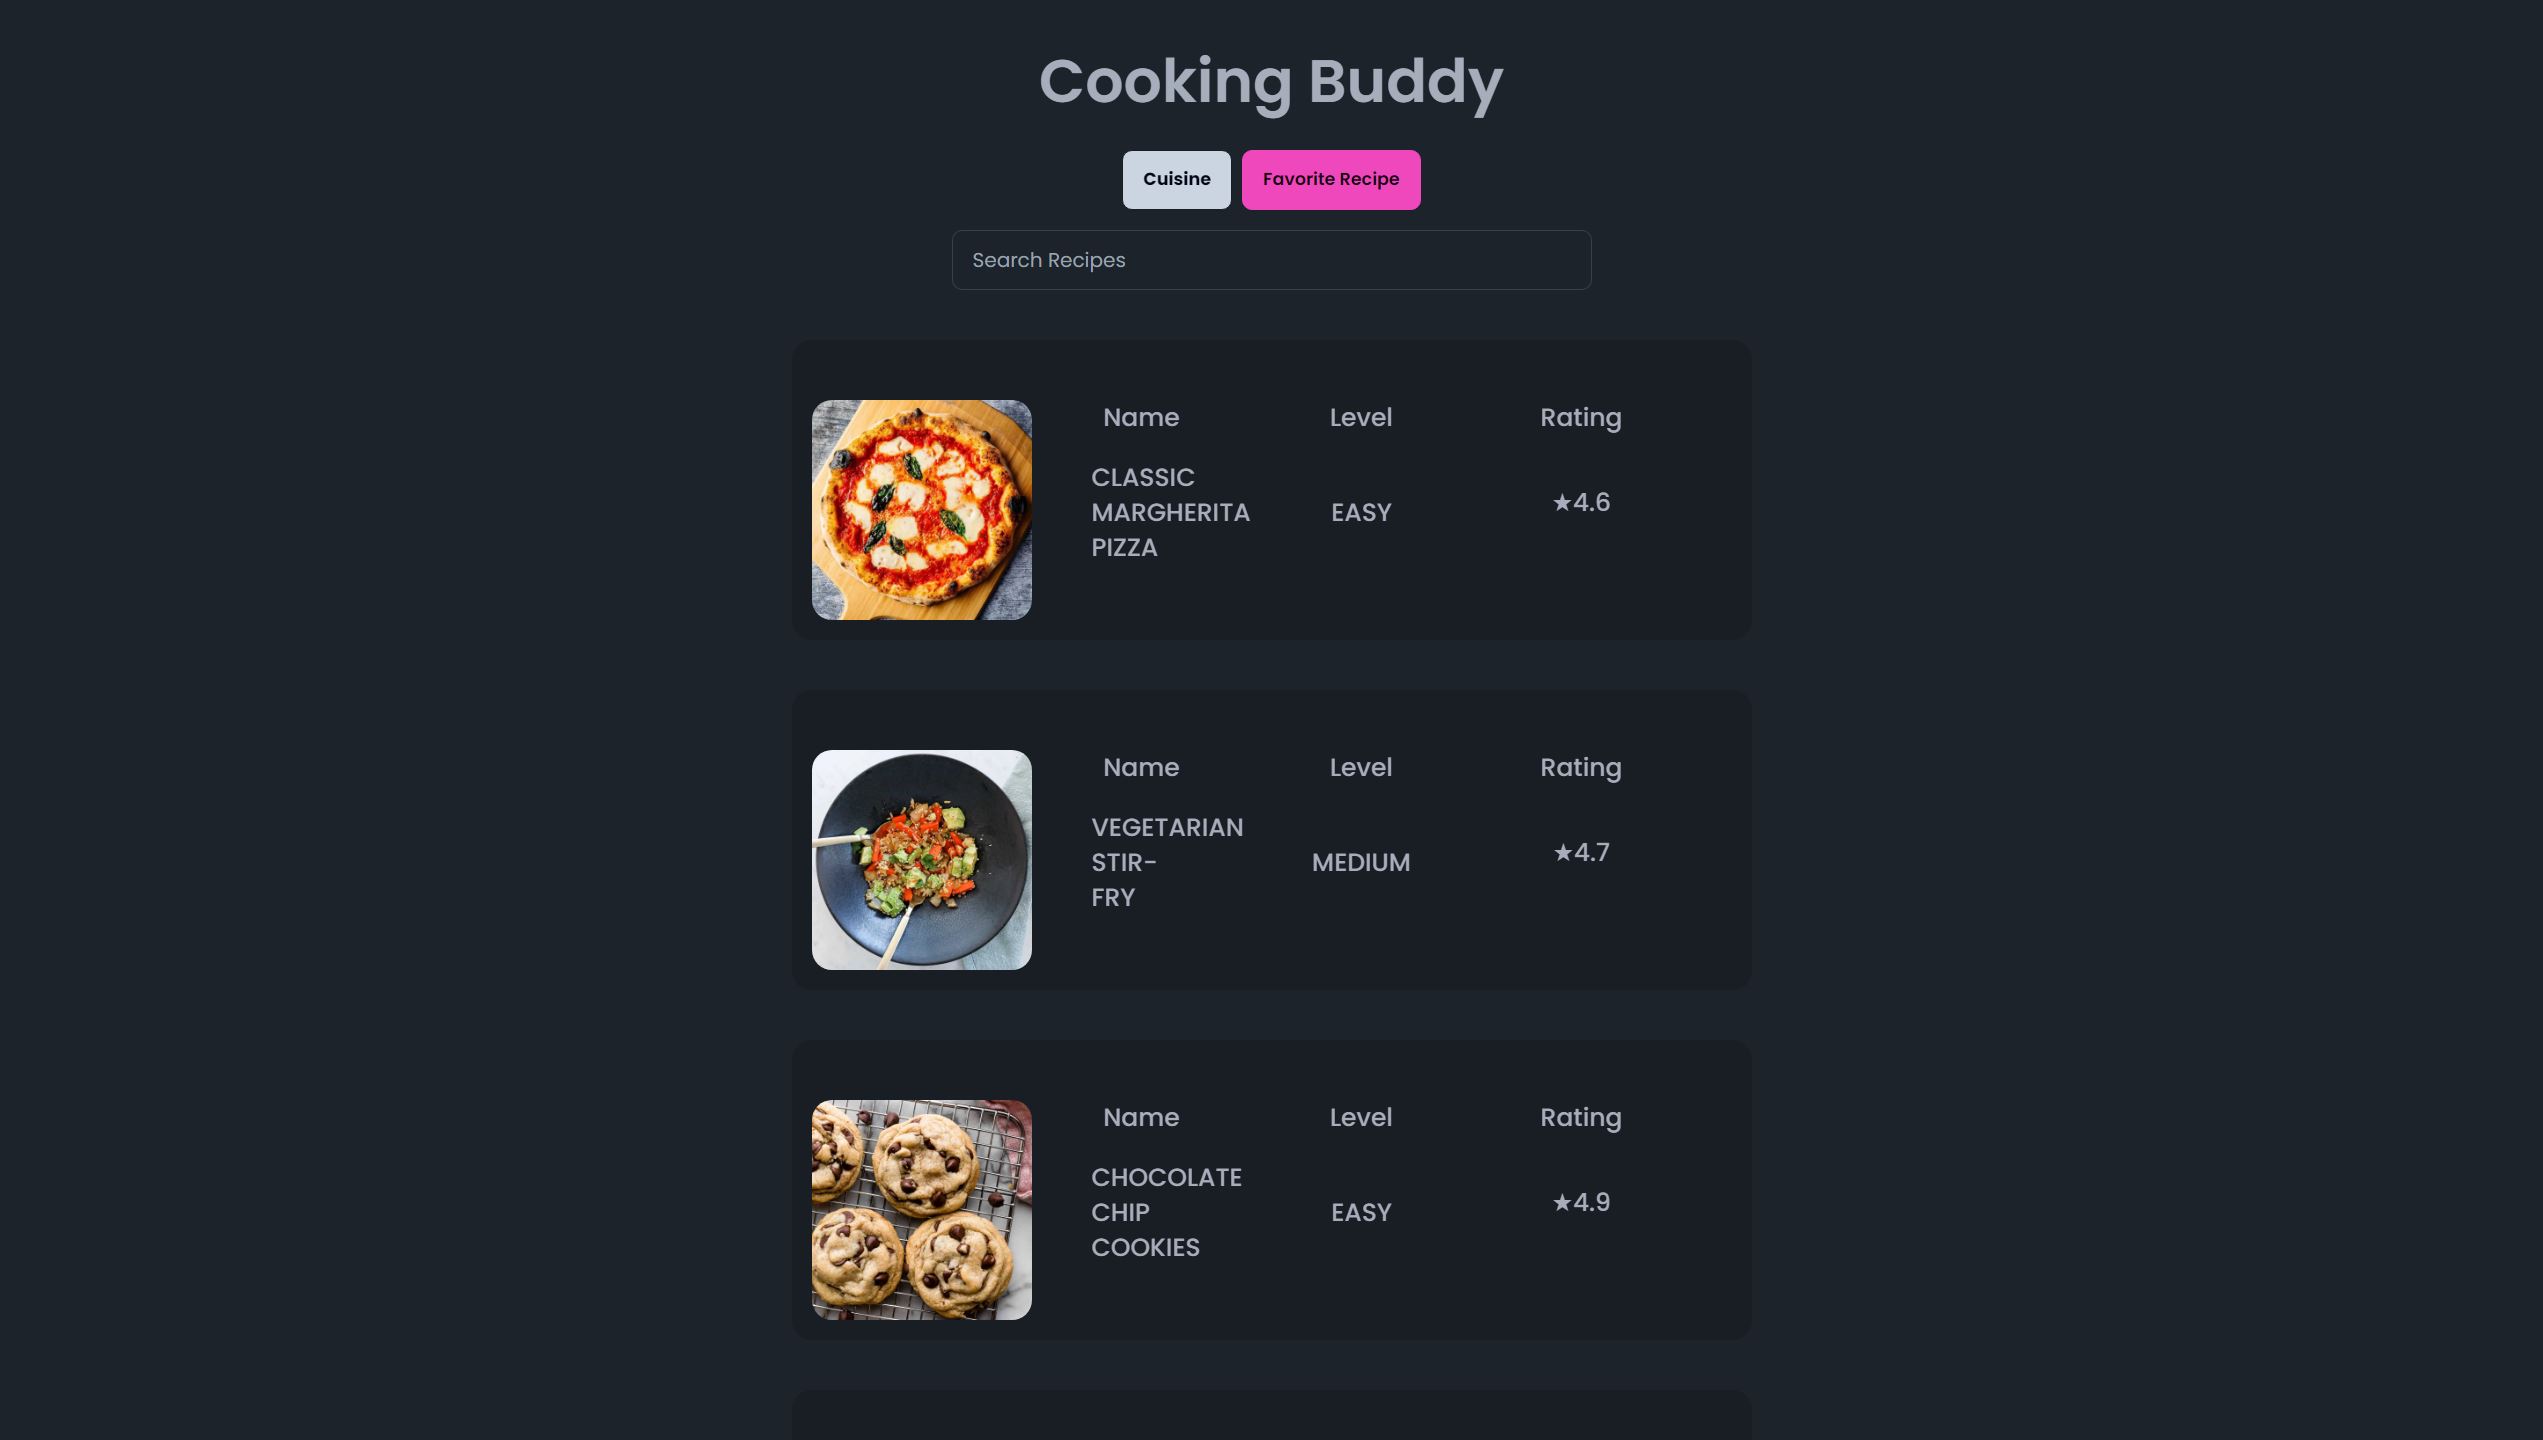 Cooking Buddy
Cuisine
Favorite Recipe
Search Recipes
Name
Level
Rating
CLASSIC
MARGHERITA
PIZZA
EASY
★4.6
Name
Level
Rating
VEGETARIAN
STIR-
FRY
MEDIUM
★4.7
Name
Level
Rating
CHOCOLATE
CHIP
COOKIES
EASY
★4.9